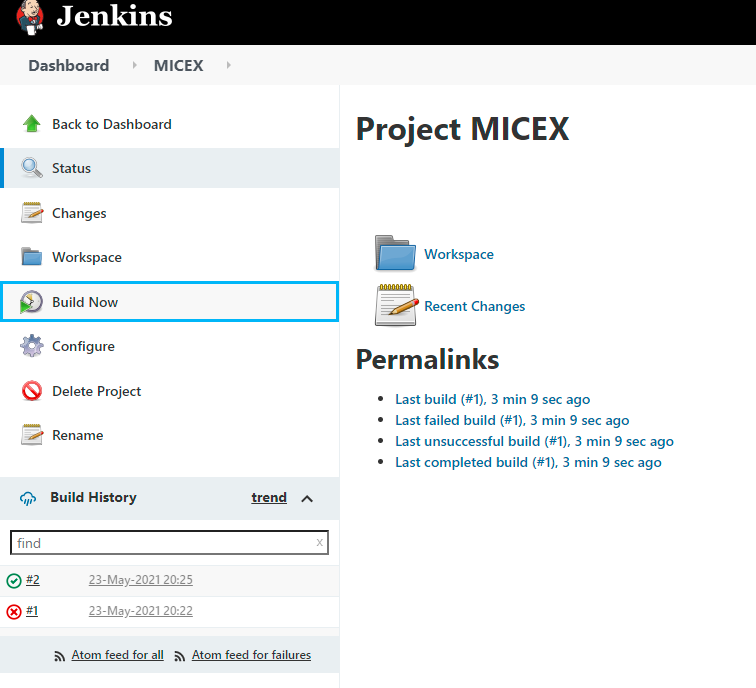 Jenkins
Dashboard MICEX
Back to Dashboard
Status
Changes
Workspace
Build Now
Configure
Delete Project
Rename
Build History trend
find x
#2 23-May-2021 20:25
#1 23-May-2021 20:22
Atom feed for all Atom feed for failures
Project MICEX
Workspace
Recent Changes
Permalinks
Last build (#1), 3 min 9 sec ago
Last failed build (#1), 3 min 9 sec ago
Last unsuccessful build (#1), 3 min 9 sec ago
Last completed build (#1), 3 min 9 sec ago